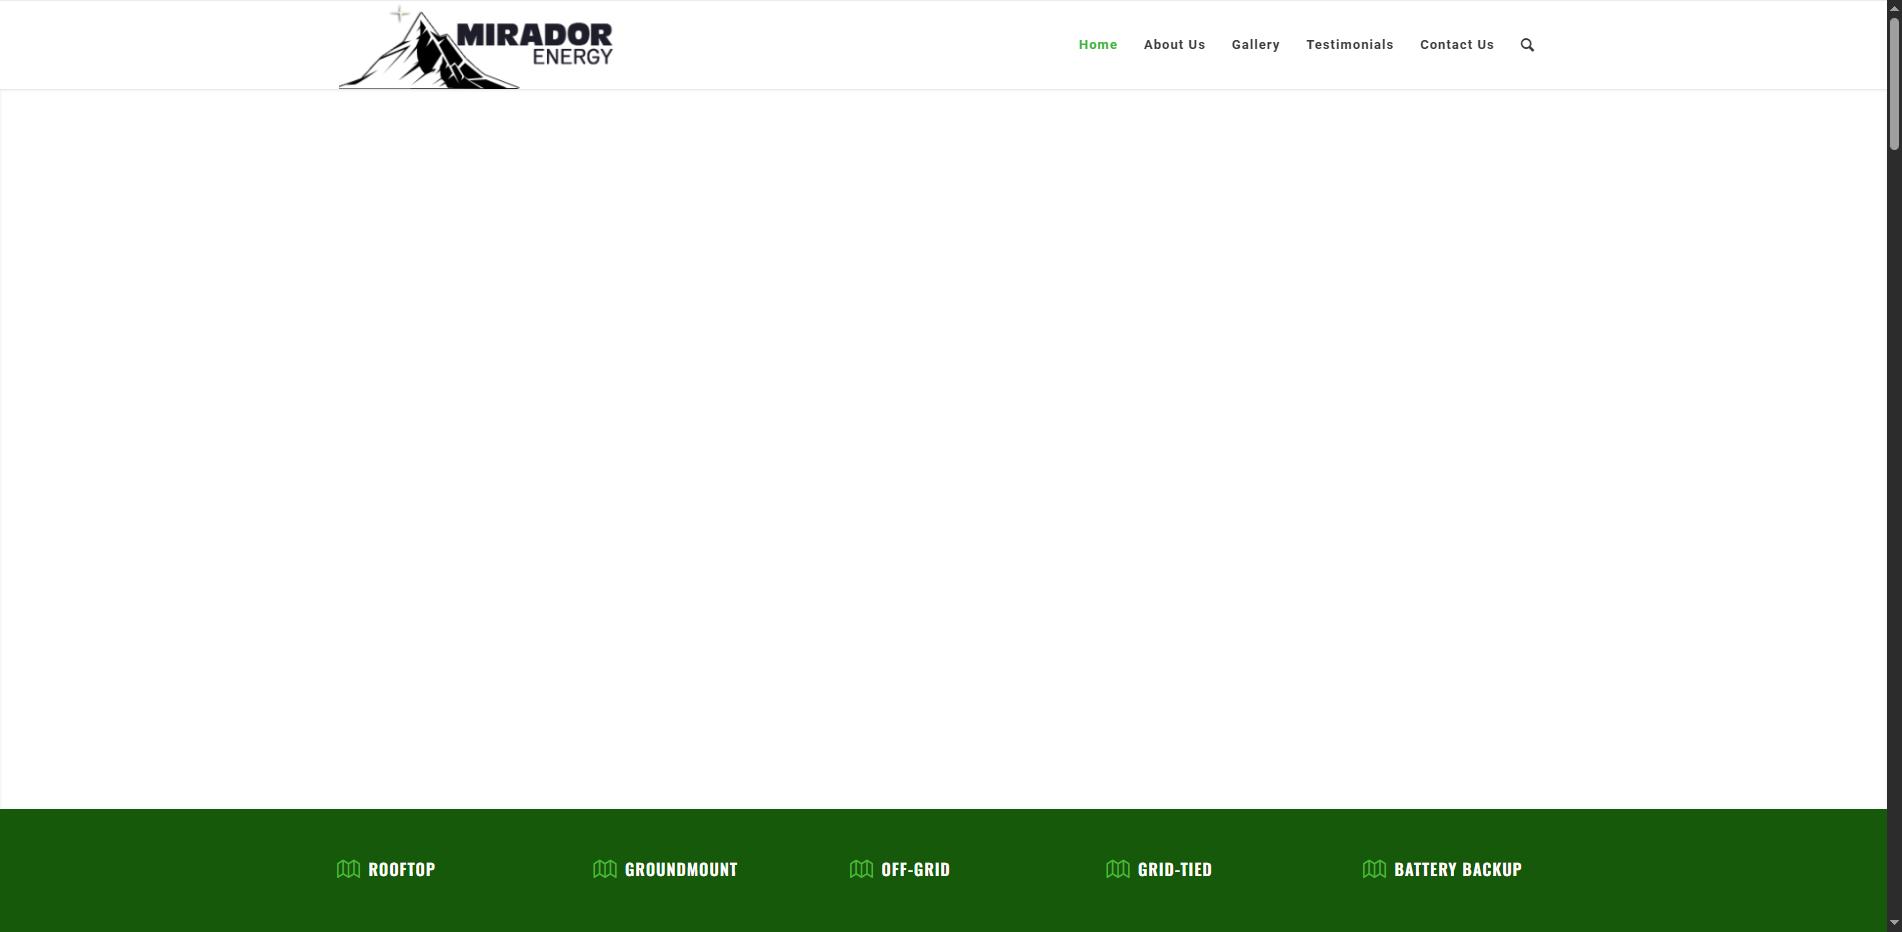 MIRADOR
ENERGY
Home About Us Gallery Testimonials Contact Us
ROOFTOP GROUNDMOUNT OFF-GRID GRID-TIED BATTERY BACKUP